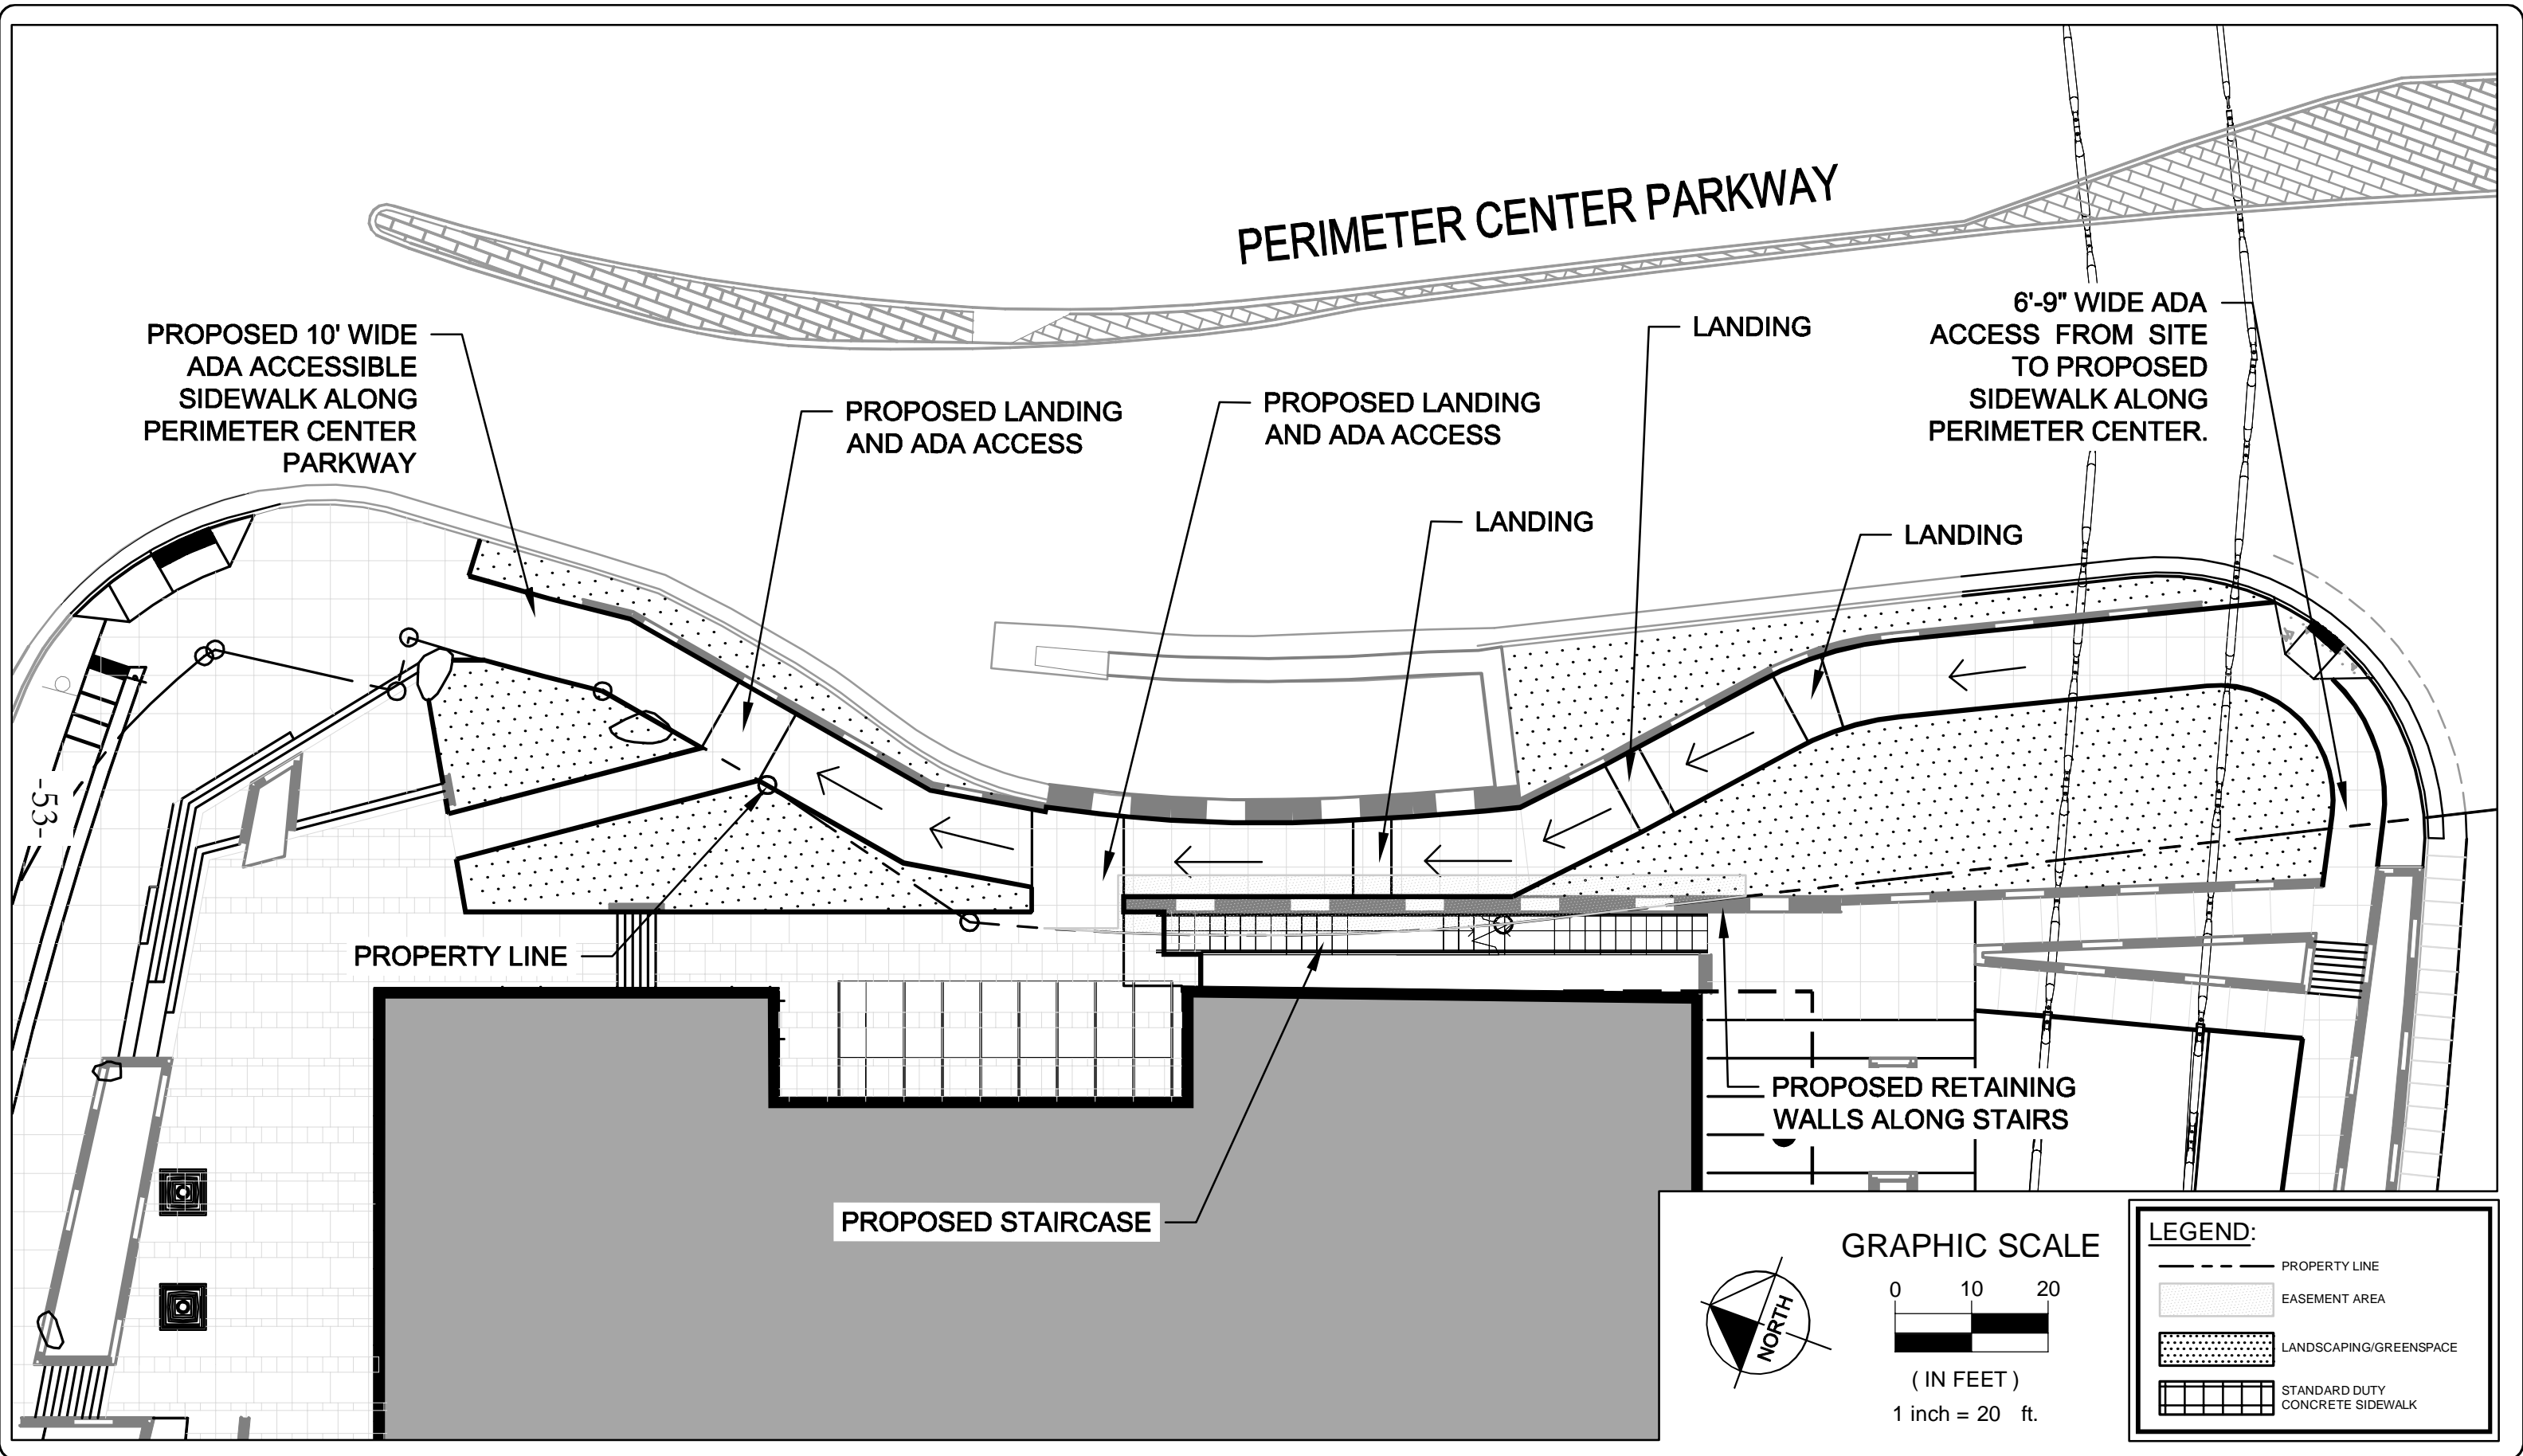 PERIMETER CENTER PARKWAY
PROPOSED 10' WIDE
ADA ACCESSIBLE
SIDEWALK ALONG
PERIMETER CENTER
PARKWAY
PROPOSED LANDING
AND ADA ACCESS
PROPOSED LANDING
AND ADA ACCESS
LANDING
LANDING
6'-9" WIDE ADA
ACCESS FROM SITE
TO PROPOSED
SIDEWALK ALONG
PERIMETER CENTER.
LANDING
-53-
PROPERTY LINE
PROPOSED RETAINING
WALLS ALONG STAIRS
PROPOSED STAIRCASE
NORTH
GRAPHIC SCALE
0 10 20
( IN FEET )
1 inch = 20 ft.
LEGEND:
PROPERTY LINE
EASEMENT AREA
LANDSCAPING/GREENSPACE
STANDARD DUTY
CONCRETE SIDEWALK